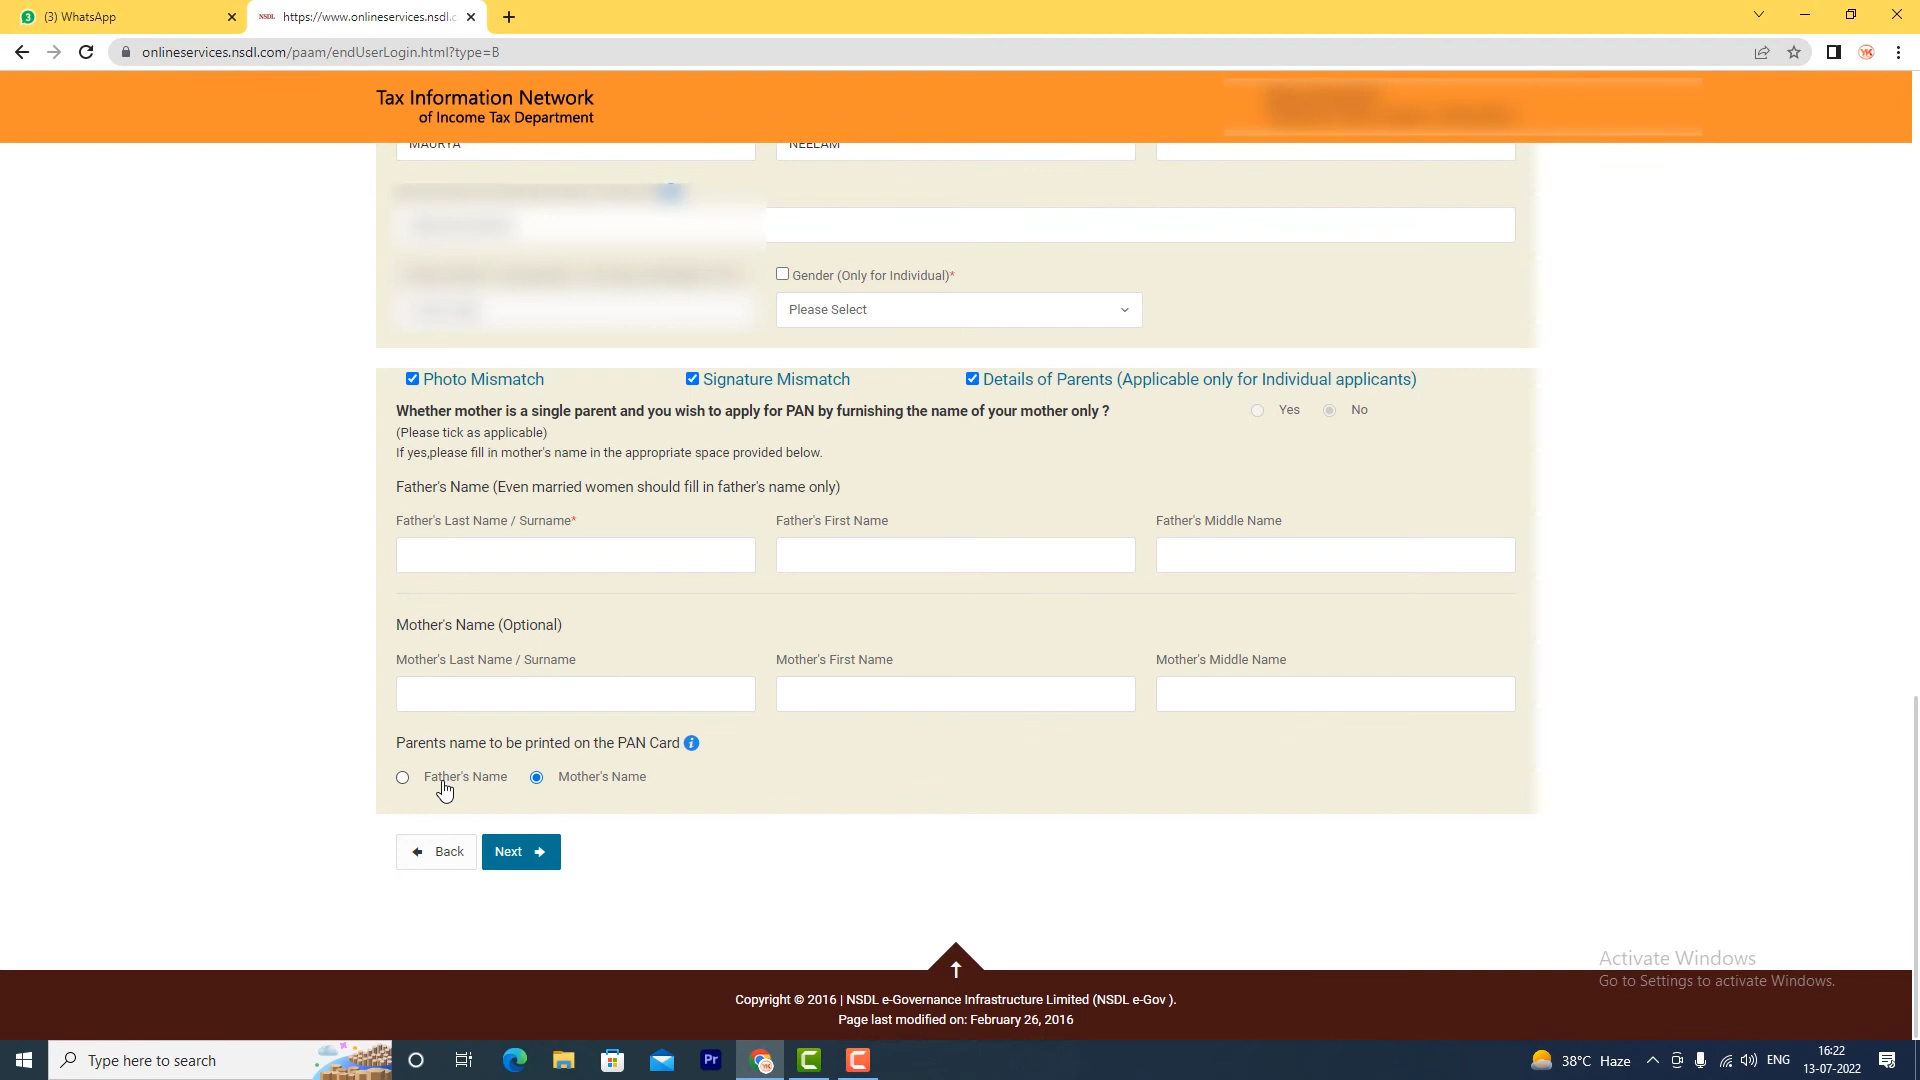 3
(3) WhatsApp
NSDL
https://www.onlineservices.nsdl.c
onlineservices.nsdl.com/paam/endUserLogin.html?type=B
YK
Tax Information Network
of Income Tax Department
MAURYA
NEELAM
Gender (Only for Individual)*
Please Select
Photo Mismatch
Signature Mismatch
Details of Parents (Applicable only for Individual applicants)
Whether mother is a single parent and you wish to apply for PAN by furnishing the name of your mother only ?
Yes
No
(Please tick as applicable)
If yes,please fill in mother's name in the appropriate space provided below.
Father's Name (Even married women should fill in father's name only)
Father's Last Name / Surname*
Father's First Name
Father's Middle Name
Mother's Name (Optional)
Mother's Last Name / Surname
Mother's First Name
Mother's Middle Name
Parents name to be printed on the PAN Card i
Father's Name
Mother's Name
Back
Next
Activate Windows
Go to Settings to activate Windows.
Copyright © 2016 | NSDL e-Governance Infrastructure Limited (NSDL e-Gov ).
Page last modified on: February 26, 2016
Type here to search
Pr
38°C Haze
ENG
16:22
13-07-2022